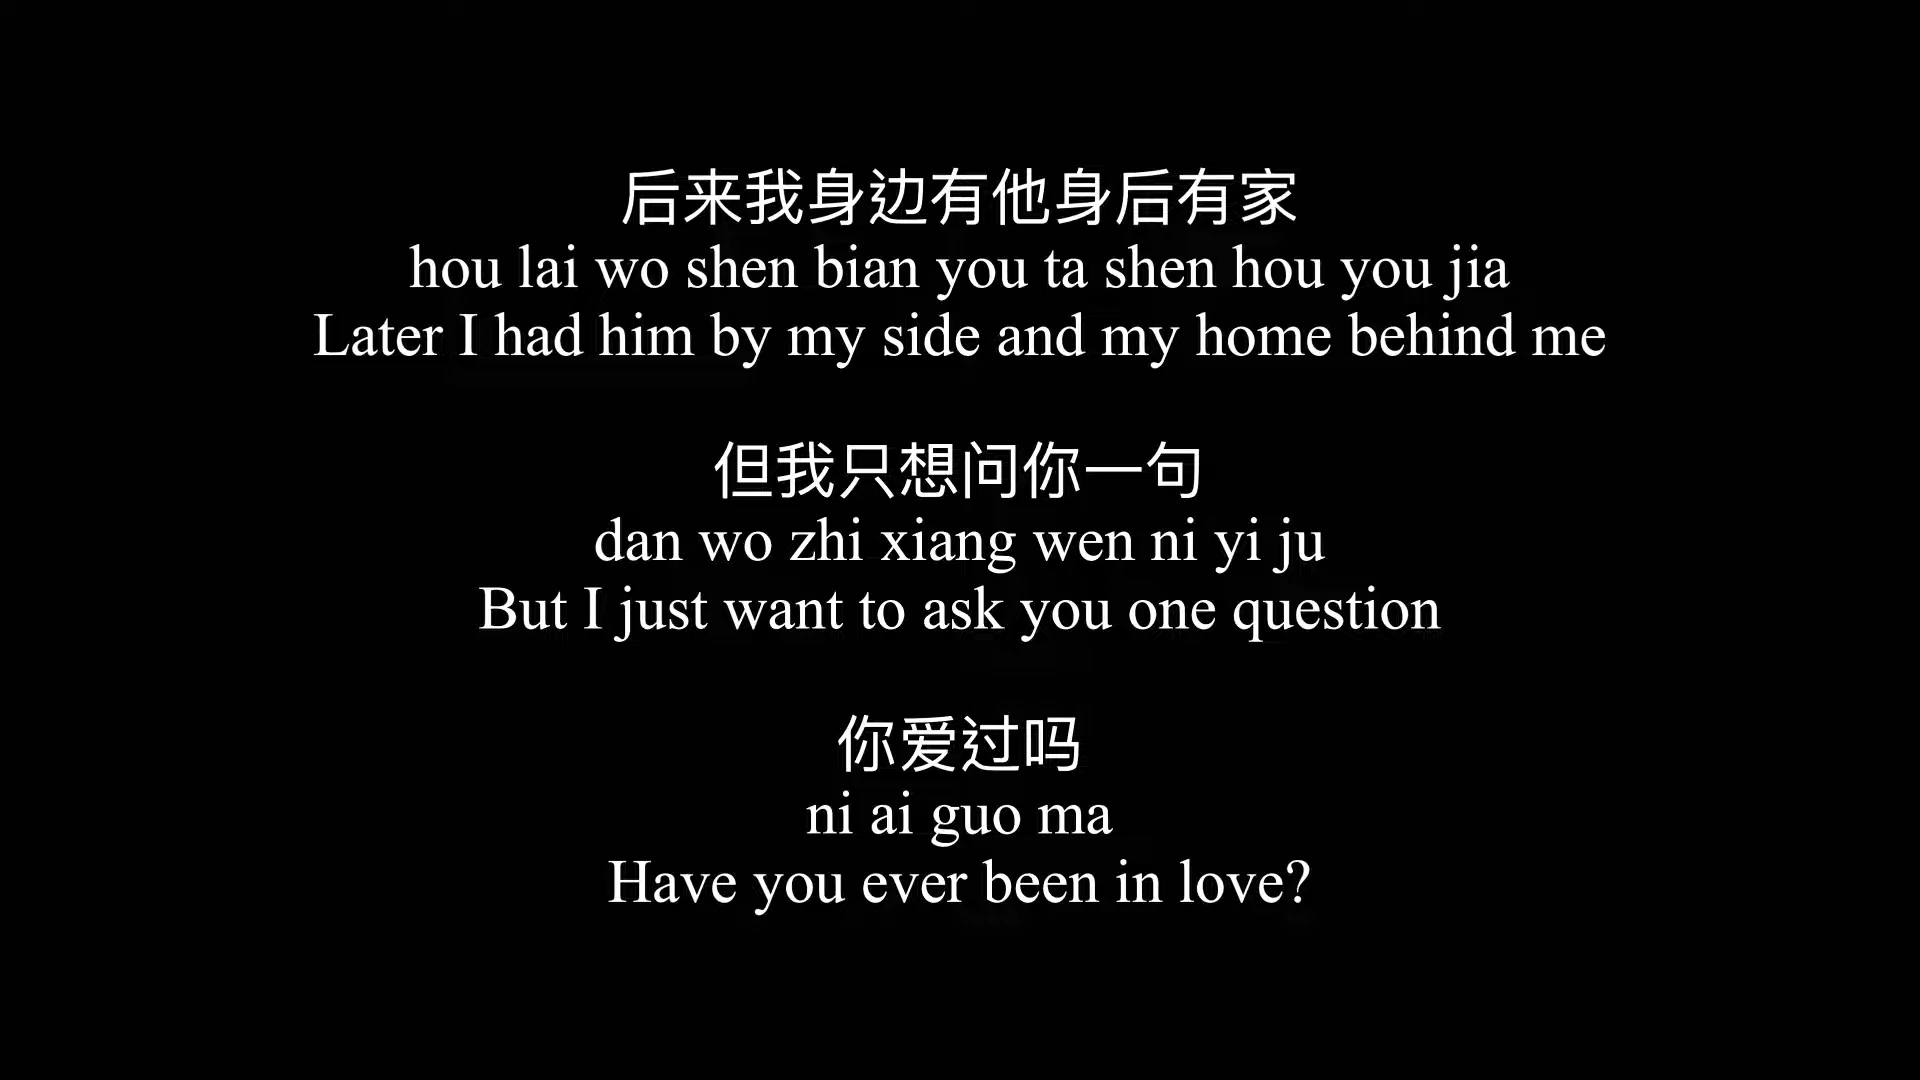 后来我身边有他身后有家
hou lai wo shen bian you ta shen hou you jia
Later I had him by my side and my home behind me
但我只想问你一句
dan wo zhi xiang wen ni yi ju
But I just want to ask you one question
你爱过吗
ni ai guo ma
Have you ever been in love?